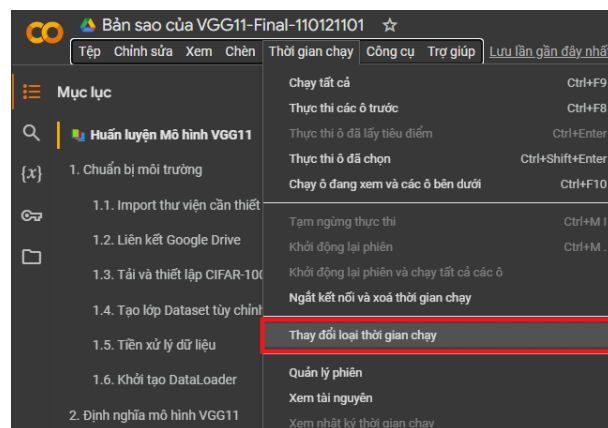 Bản sao của VGG11-Final-110121101
Tệp Chỉnh sửa Xem Chèn Thời gian chạy Công cụ Trợ giúp Lưu lần gần đây nhấ
Mục lục
Huấn luyện Mô hình VGG11
1. Chuẩn bị môi trường
1.1. Import thư viện cần thiết
1.2. Liên kết Google Drive
1.3. Tải và thiết lập CIFAR-100
1.4. Tạo lớp Dataset tùy chỉnh
1.5. Tiền xử lý dữ liệu
1.6. Khởi tạo DataLoader
2. Định nghĩa mô hình VGG11
Chạy tất cả Ctrl+F9
Thực thi các ô trước Ctrl+F8
Thực thi ô đã lấy tiêu điểm Ctrl+Enter
Thực thi ô đã chọn Ctrl+Shift+Enter
Chạy ô đang xem và các ô bên dưới Ctrl+F10
Tạm ngừng thực thi Ctrl+M I
Khởi động lại phiên Ctrl+M .
Khởi động lại phiên và chạy tất cả các ô
Ngắt kết nối và xoá thời gian chạy
Thay đổi loại thời gian chạy
Quản lý phiên
Xem tài nguyên
Xem nhật ký thời gian chạy